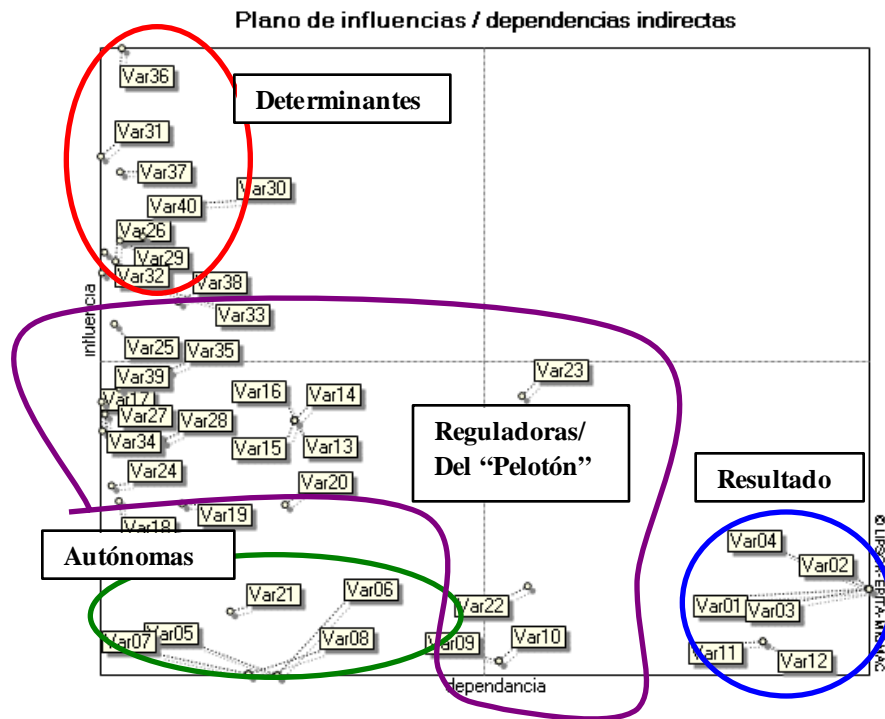 Plano de influencias / dependencias indirectas
Var36
Determinantes
Var31
Var37
Var30
Var40
Var26
Var29
Var32
Var38
Var33
influencia
Var25
Var35
Var23
Var39
Var16
Var14
Var17
Var27
Var28
Var34
Var15
Var13
Reguladoras/
Del “Pelotón”
Var24
Var20
Resultado
Var18
Var19
Autónomas
Var04
Var02
Var21
Var06
Var22
Var01
Var03
Var07
Var05
Var08
Var09
Var10
Var11
Var12
dependancia